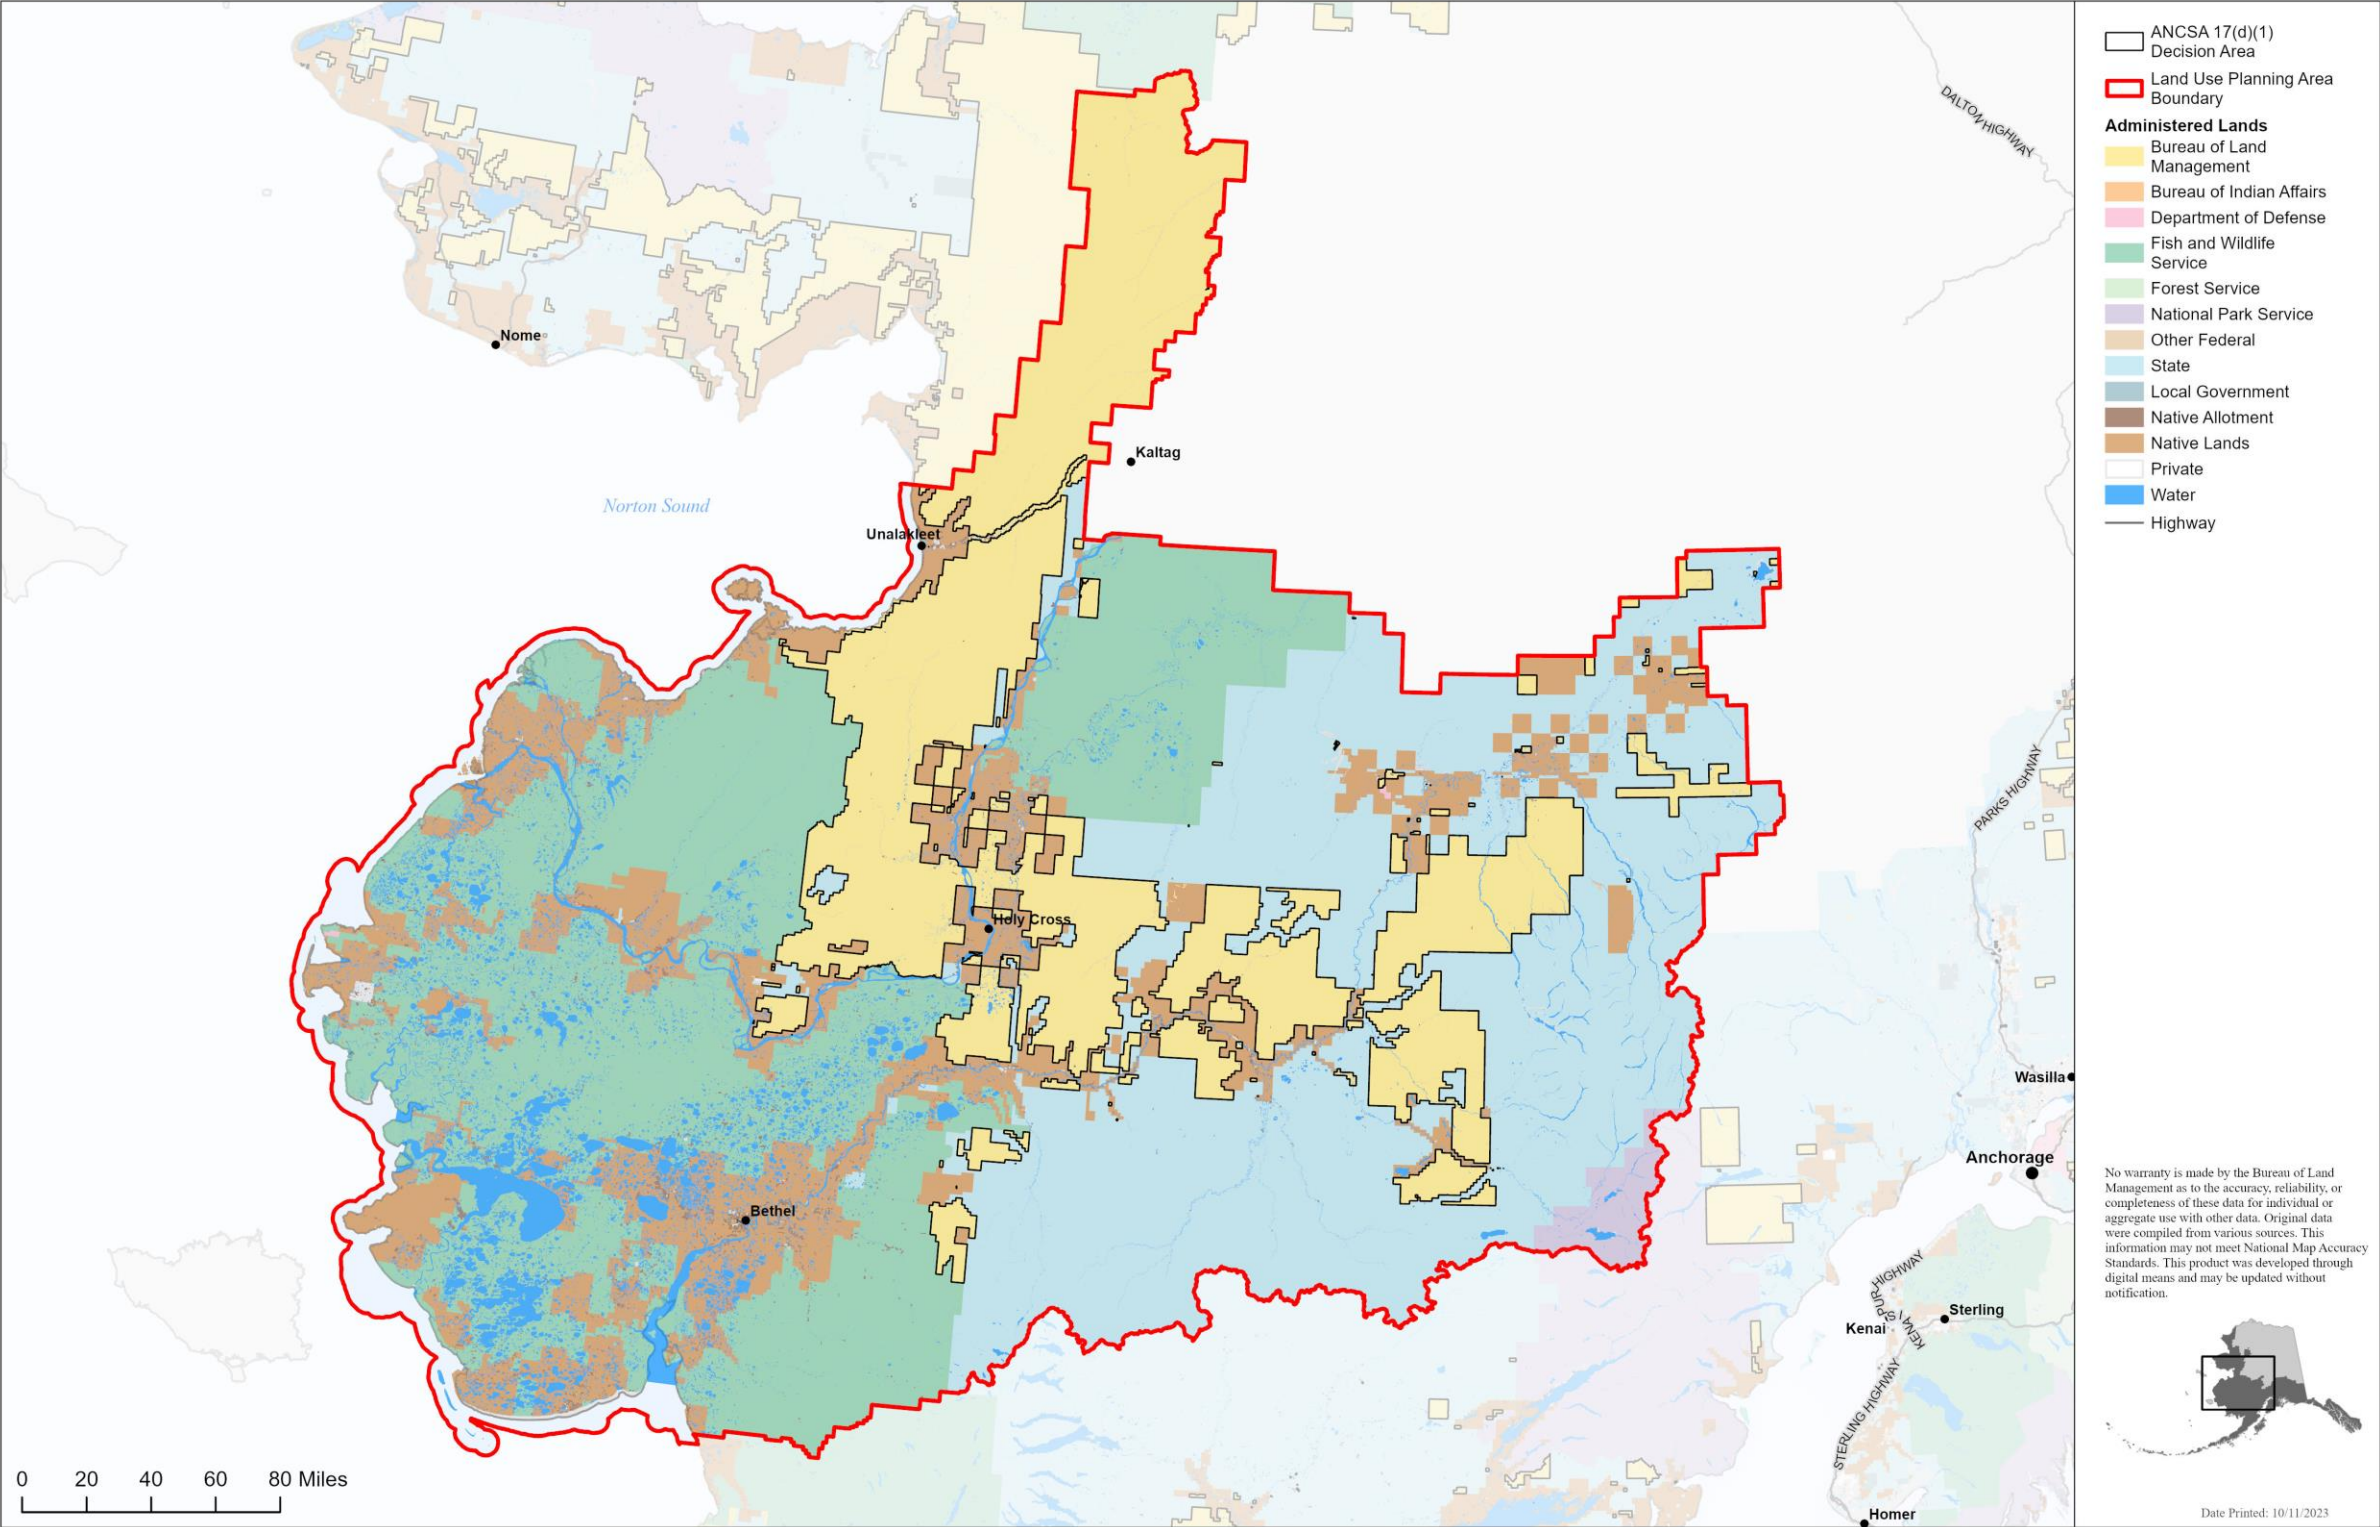 ANCSA 17(d)(1)
Decision Area
Land Use Planning Area
Boundary
Administered Lands
Bureau of Land
Management
Bureau of Indian Affairs
Department of Defense
Fish and Wildlife
Service
Forest Service
National Park Service
Other Federal
State
Local Government
Native Allotment
Native Lands
Private
Water
Highway
DALTON HIGHWAY
Nome
Kaltag
Norton Sound
Unalakleet
PARKS HIGHWAY
Holy Cross
Wasilla
Anchorage
Bethel
KENAI SPUR HIGHWAY
Sterling
Kenai
STERLING HIGHWAY
Homer
0 20 40 60 80 Miles
No warranty is made by the Bureau of Land
Management as to the accuracy, reliability, or
completeness of these data for individual or
aggregate use with other data. Original data
were compiled from various sources. This
information may not meet National Map Accuracy
Standards. This product was developed through
digital means and may be updated without
notification.
Date Printed: 10/11/2023